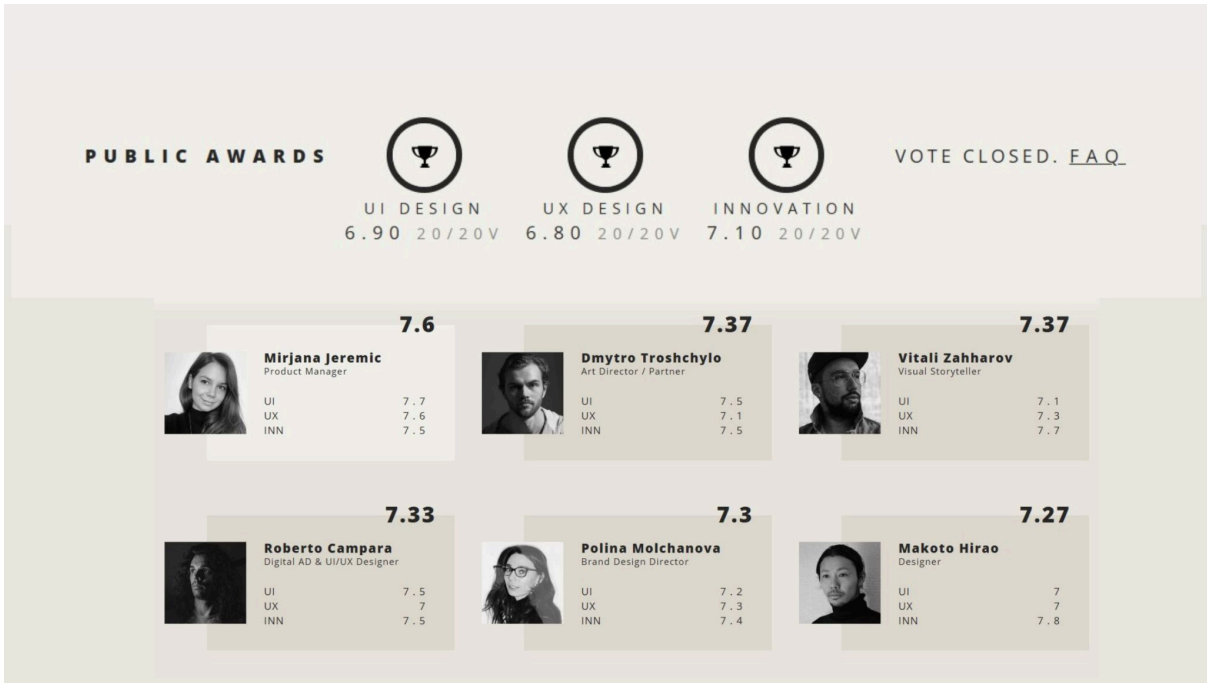 PUBLIC AWARDS
UI DESIGN
6.90 20/20V
UX DESIGN
6.80 20/20V
INNOVATION
7.10 20/20V
VOTE CLOSED. FAQ
7.6
Mirjana Jeremic
Product Manager
UI 7.7
UX 7.6
INN 7.5
7.37
Dmytro Troshchylo
Art Director / Partner
UI 7.5
UX 7.1
INN 7.5
7.37
Vitali Zahharov
Visual Storyteller
UI 7.1
UX 7.3
INN 7.7
7.33
Roberto Campara
Digital AD & UI/UX Designer
UI 7.5
UX 7
INN 7.5
7.3
Polina Molchanova
Brand Design Director
UI 7.2
UX 7.3
INN 7.4
7.27
Makoto Hirao
Designer
UI 7
UX 7
INN 7.8